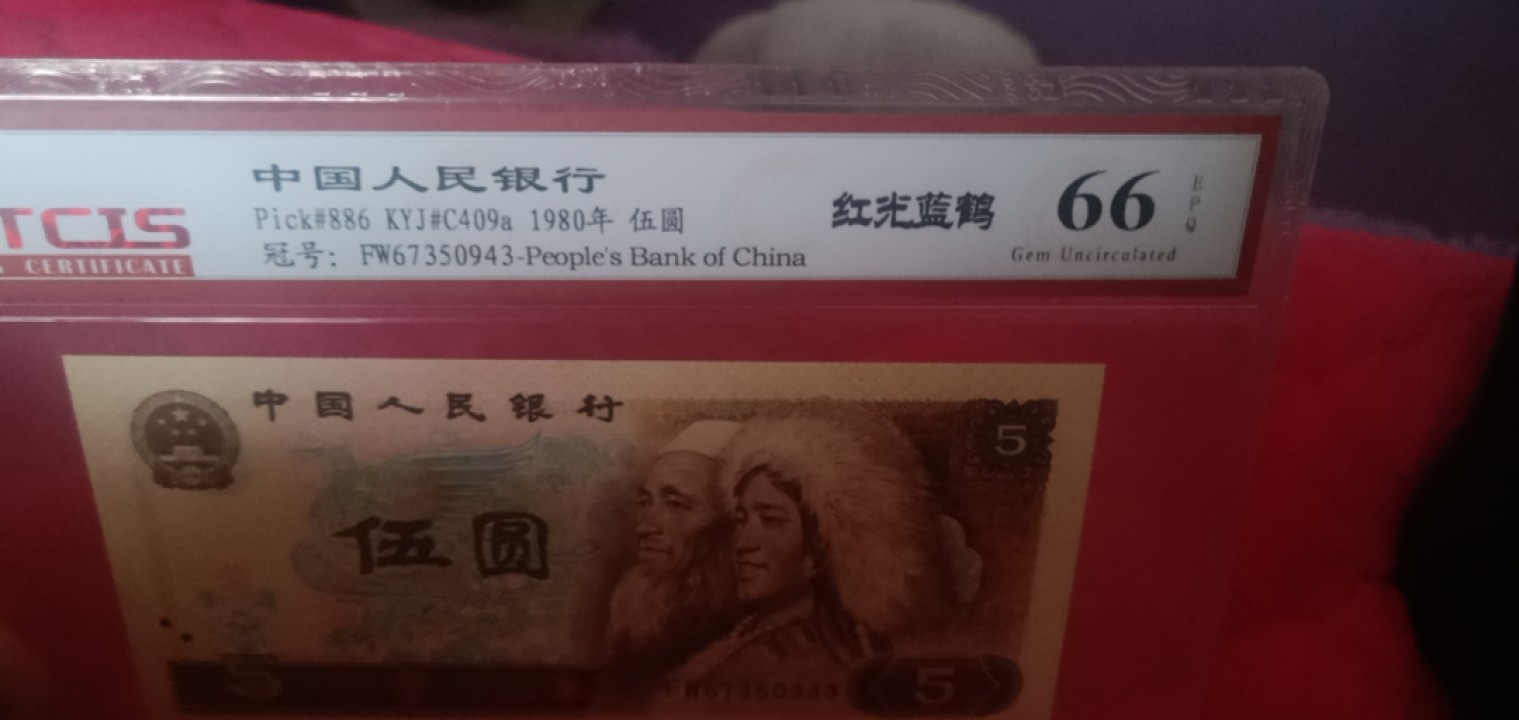 中国人民银行
Pick#886 KYJ#C409a 1980年 伍圆
冠号: FW67350943-People's Bank of China
TCIS
CERTIFICATE
红光蓝鹤
66
EPQ
Gem Uncirculated
中国人民银行
5
伍圆
5
FW67350943
5